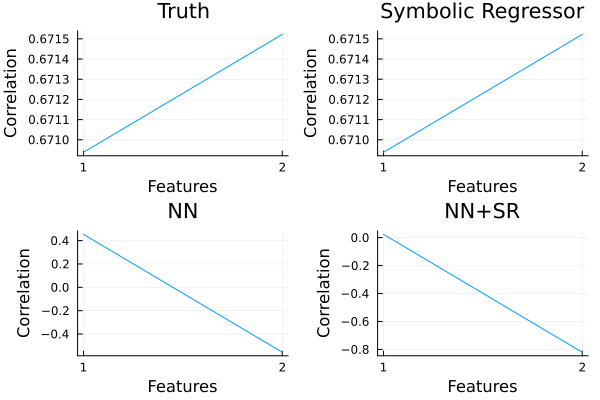 Truth
Correlation
0.6715
0.6714
0.6713
0.6712
0.6711
0.6710
1
2
Features
Symbolic Regressor
Correlation
0.6715
0.6714
0.6713
0.6712
0.6711
0.6710
1
2
Features
NN
Correlation
0.4
0.2
0.0
−0.2
−0.4
1
2
Features
NN+SR
Correlation
0.0
−0.2
−0.4
−0.6
−0.8
1
2
Features